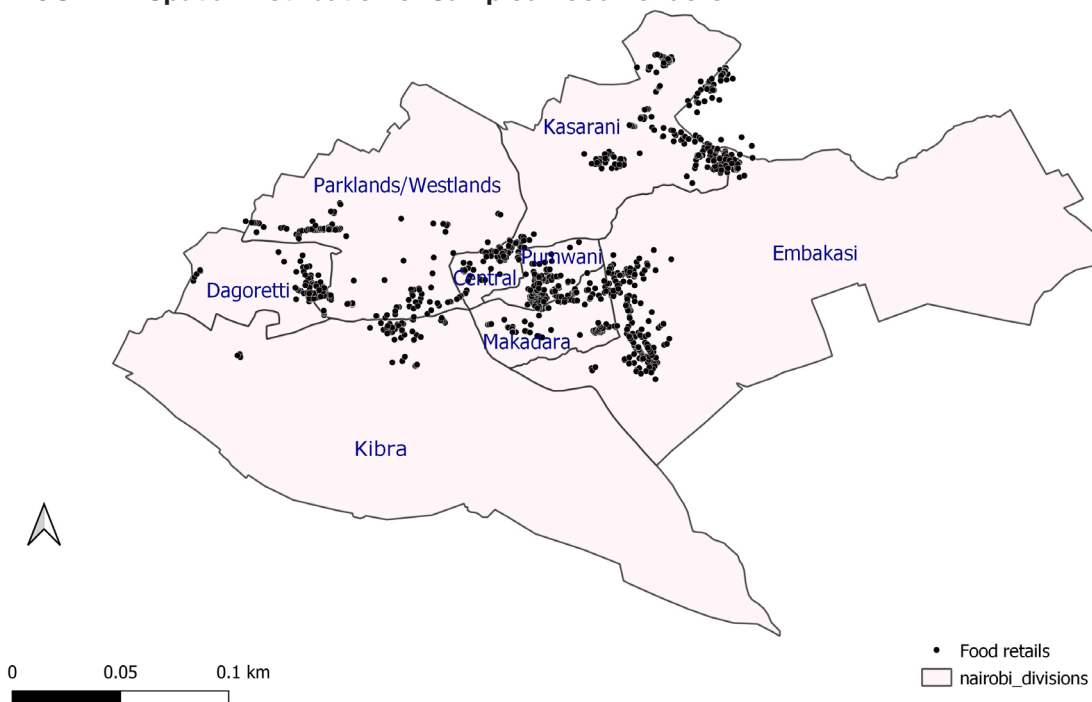 Kasarani
Parklands/Westlands
Embakasi
Pumwani
Central
Dagoretti
Makadara
Kibra
0 0.05 0.1 km
Food retails
nairobi_divisions